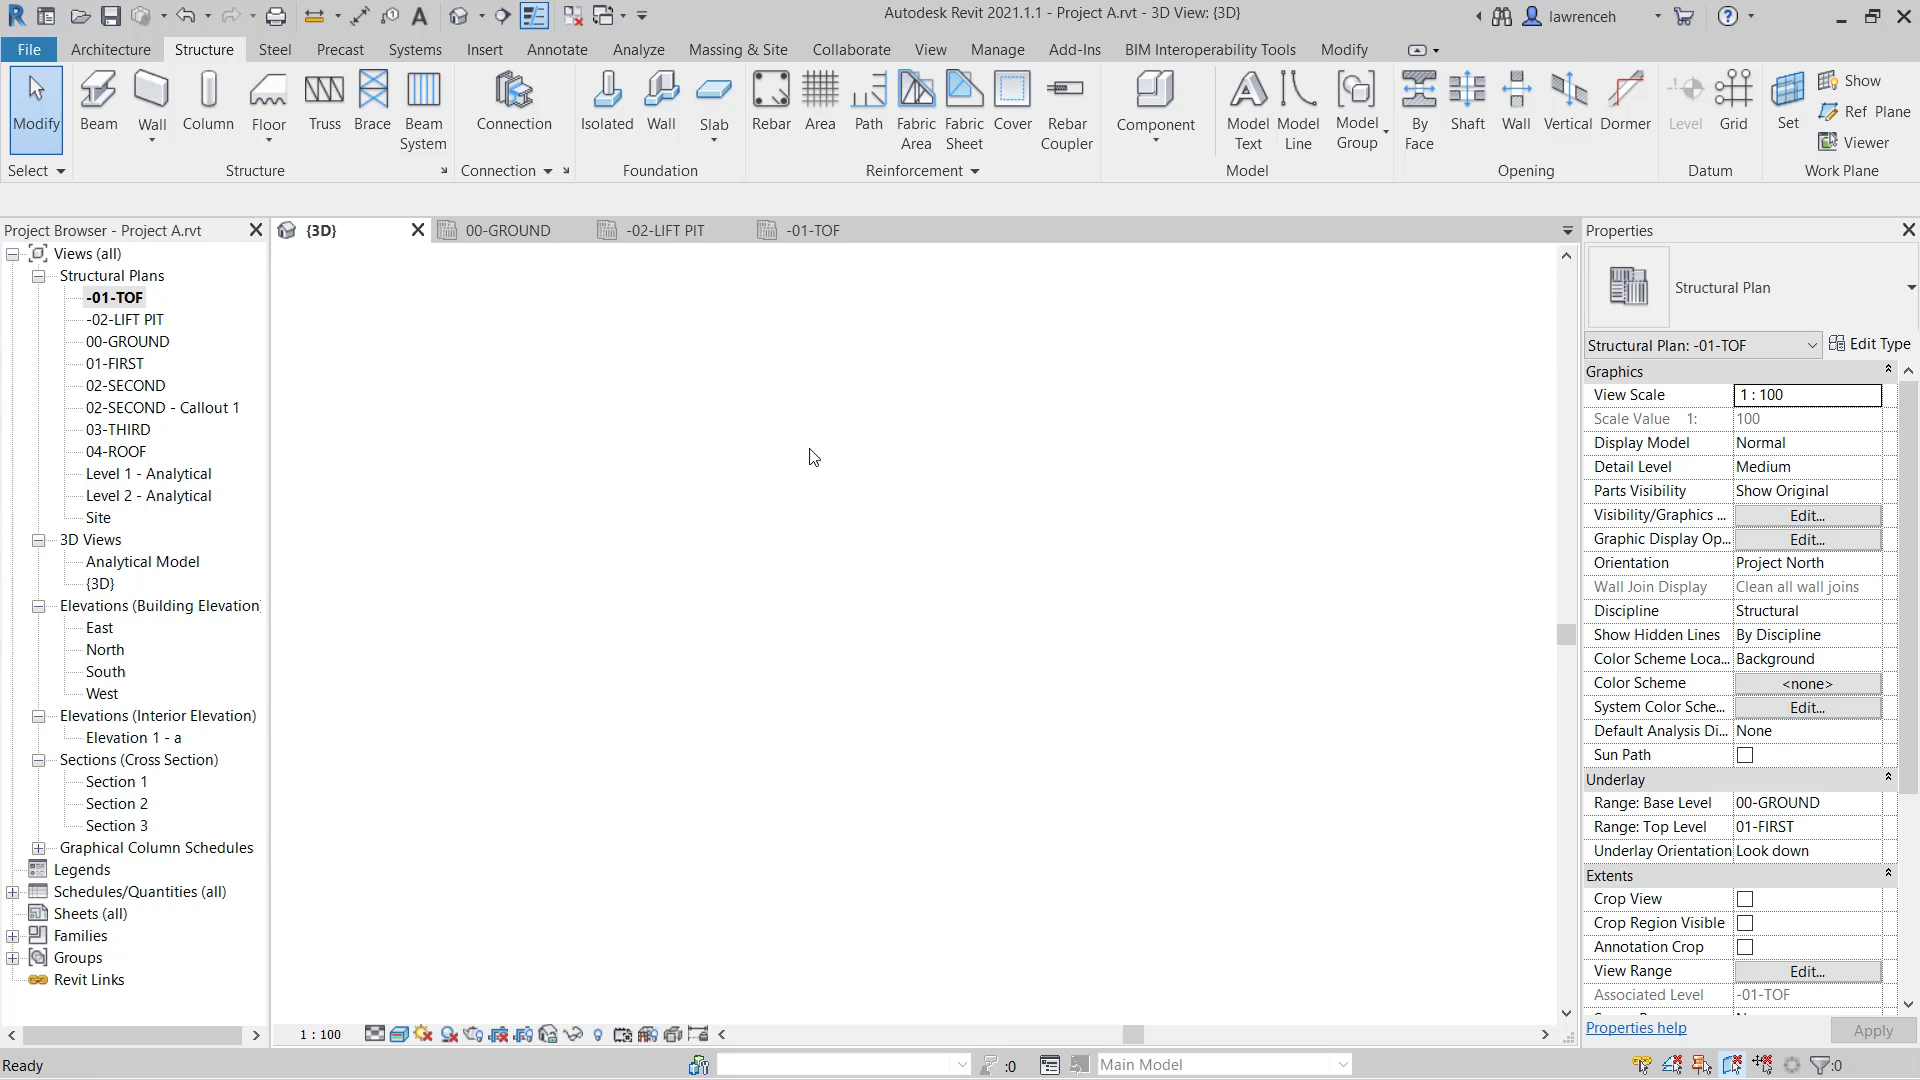 Autodesk Revit 2021.1.1 - Project A.rvt - 3D View: {3D}
lawrenceh
File Architecture Structure Steel Precast Systems Insert Annotate Analyze Massing & Site Collaborate View Manage Add-Ins BIM Interoperability Tools Modify
Modify
Beam
Wall
Column
Floor
Truss
Brace
Beam System
Connection
Isolated
Wall
Slab
Rebar
Area
Path
Fabric Area
Fabric Sheet
Cover
Rebar Coupler
Component
Model Text
Model Line
Model Group
By Face
Shaft
Wall
Vertical
Dormer
Level
Grid
Set
Show
Ref Plane
Viewer
Select Structure Connection Foundation Reinforcement Model Opening Datum Work Plane
Project Browser - Project A.rvt
Views (all)
Structural Plans
-01-TOF
-02-LIFT PIT
00-GROUND
01-FIRST
02-SECOND
02-SECOND - Callout 1
03-THIRD
04-ROOF
Level 1 - Analytical
Level 2 - Analytical
Site
3D Views
Analytical Model
{3D}
Elevations (Building Elevation)
East
North
South
West
Elevations (Interior Elevation)
Elevation 1 - a
Sections (Cross Section)
Section 1
Section 2
Section 3
Graphical Column Schedules
Legends
Schedules/Quantities (all)
Sheets (all)
Families
Groups
Revit Links
{3D} 00-GROUND -02-LIFT PIT -01-TOF
1 : 100
Properties
Structural Plan
Structural Plan: -01-TOF Edit Type
Graphics
View Scale 1 : 100
Scale Value 1: 100
Display Model Normal
Detail Level Medium
Parts Visibility Show Original
Visibility/Graphics ... Edit...
Graphic Display Op... Edit...
Orientation Project North
Wall Join Display Clean all wall joins
Discipline Structural
Show Hidden Lines By Discipline
Color Scheme Loca... Background
Color Scheme <none>
System Color Sche... Edit...
Default Analysis Di... None
Sun Path
Underlay
Range: Base Level 00-GROUND
Range: Top Level 01-FIRST
Underlay Orientation Look down
Extents
Crop View
Crop Region Visible
Annotation Crop
View Range Edit...
Associated Level -01-TOF
Properties help Apply
Ready :0 Main Model :0